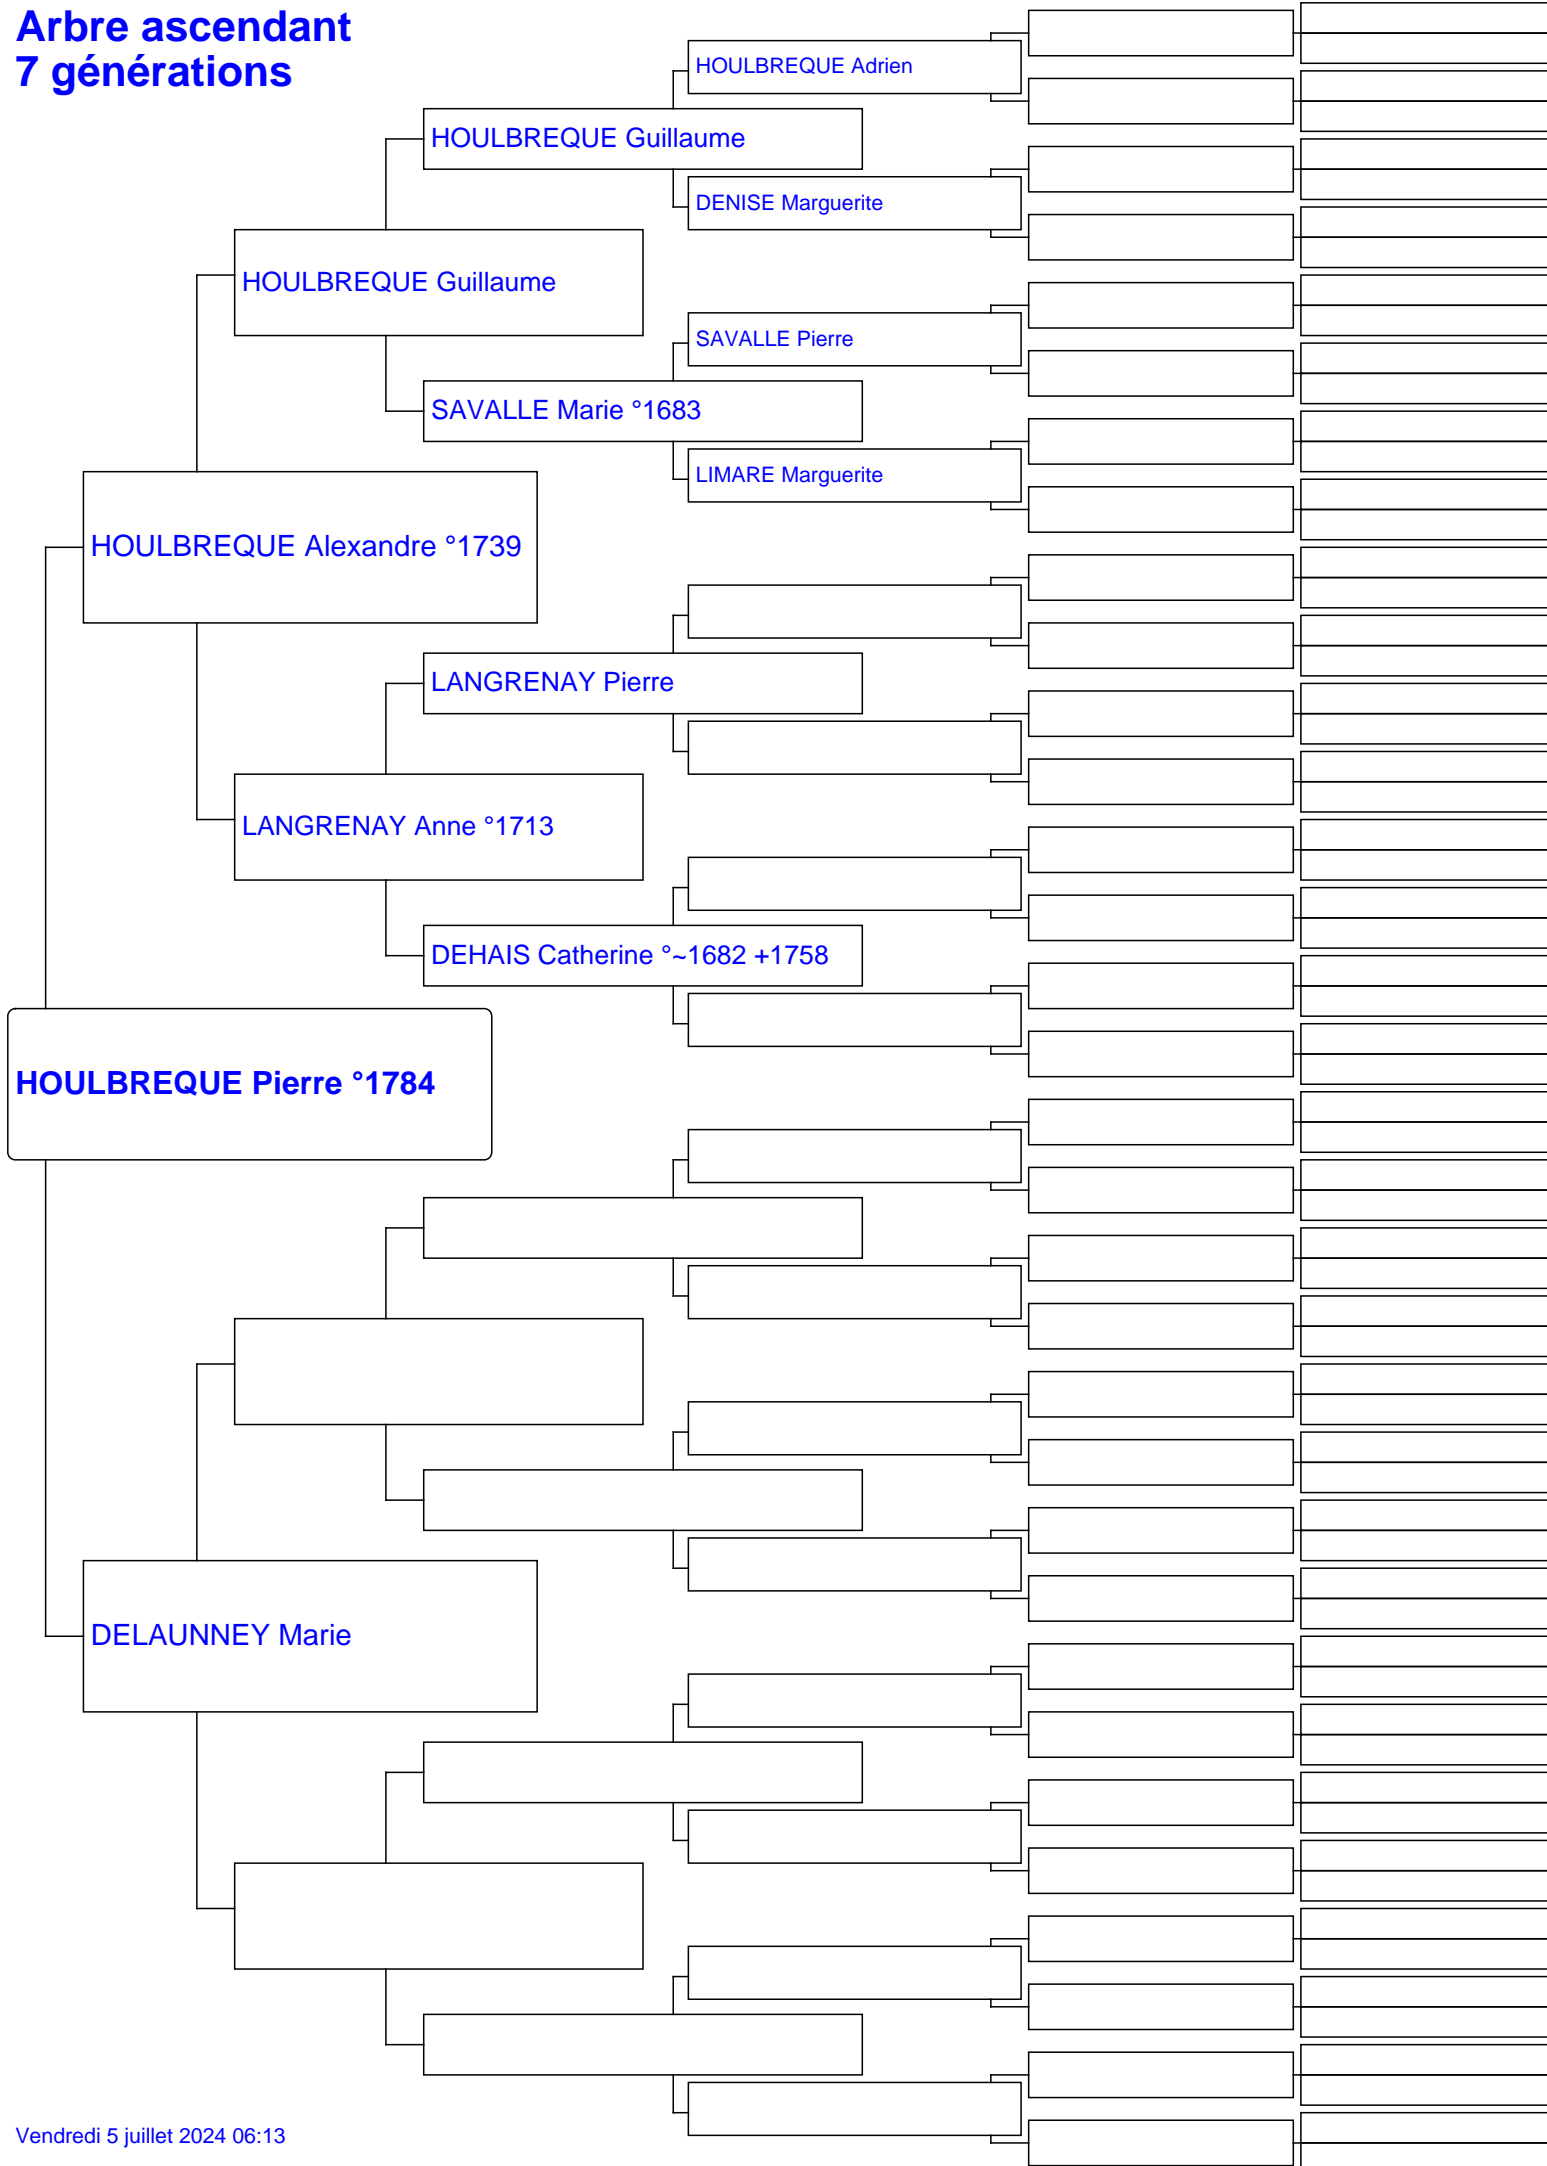 Arbre ascendant
7 générations
HOULBREQUE Adrien
HOULBREQUE Guillaume
DENISE Marguerite
HOULBREQUE Guillaume
SAVALLE Pierre
SAVALLE Marie °1683
LIMARE Marguerite
HOULBREQUE Alexandre °1739
LANGRENAY Pierre
LANGRENAY Anne °1713
DEHAIS Catherine °~1682 +1758
HOULBREQUE Pierre °1784
DELAUNNEY Marie
Vendredi 5 juillet 2024 06:13